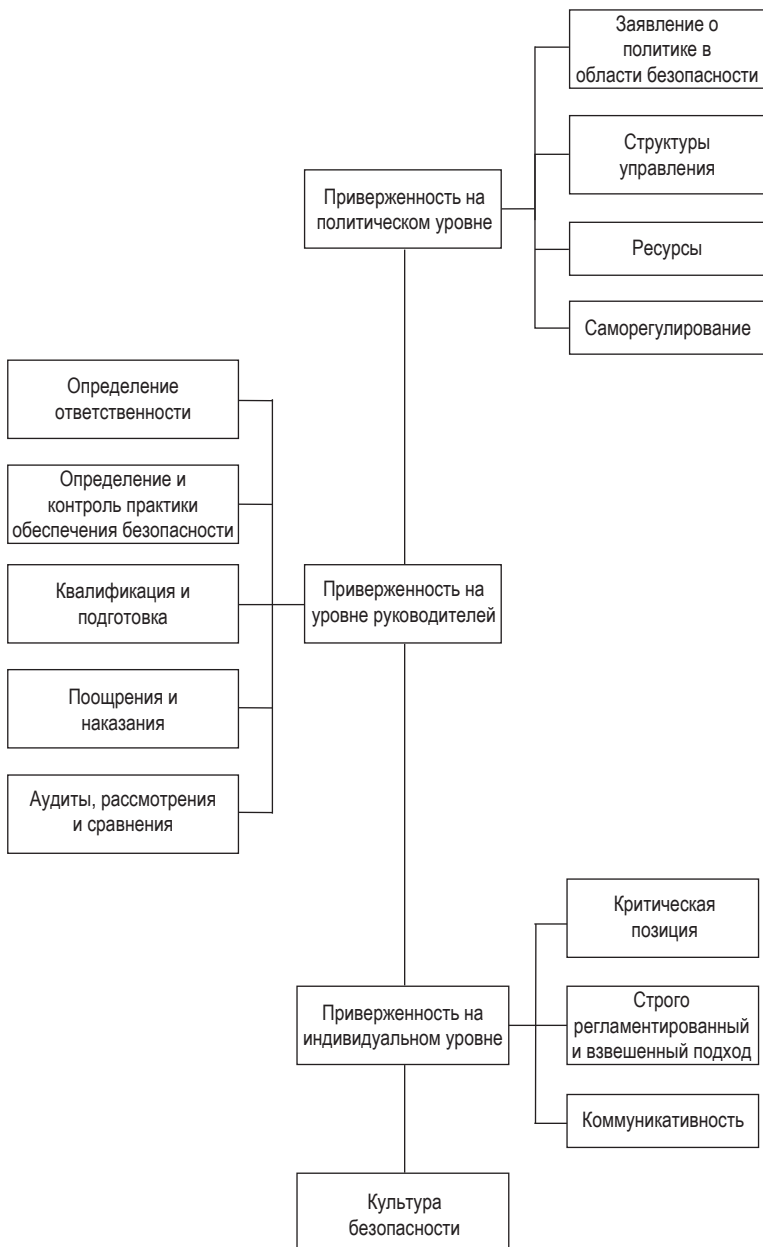 Заявление о
политике в
области безопасности
Структуры
управления
Приверженность на
политическом уровне
Ресурсы
Саморегулирование
Определение
ответственности
Определение и
контроль практики
обеспечения безопасности
Квалификация и
подготовка
Приверженность на
уровне руководителей
Поощрения и
наказания
Аудиты, рассмотрения
и сравнения
Критическая
позиция
Приверженность на
индивидуальном уровне
Строго
регламентированный
и взвешенный подход
Коммуникативность
Культура
безопасности